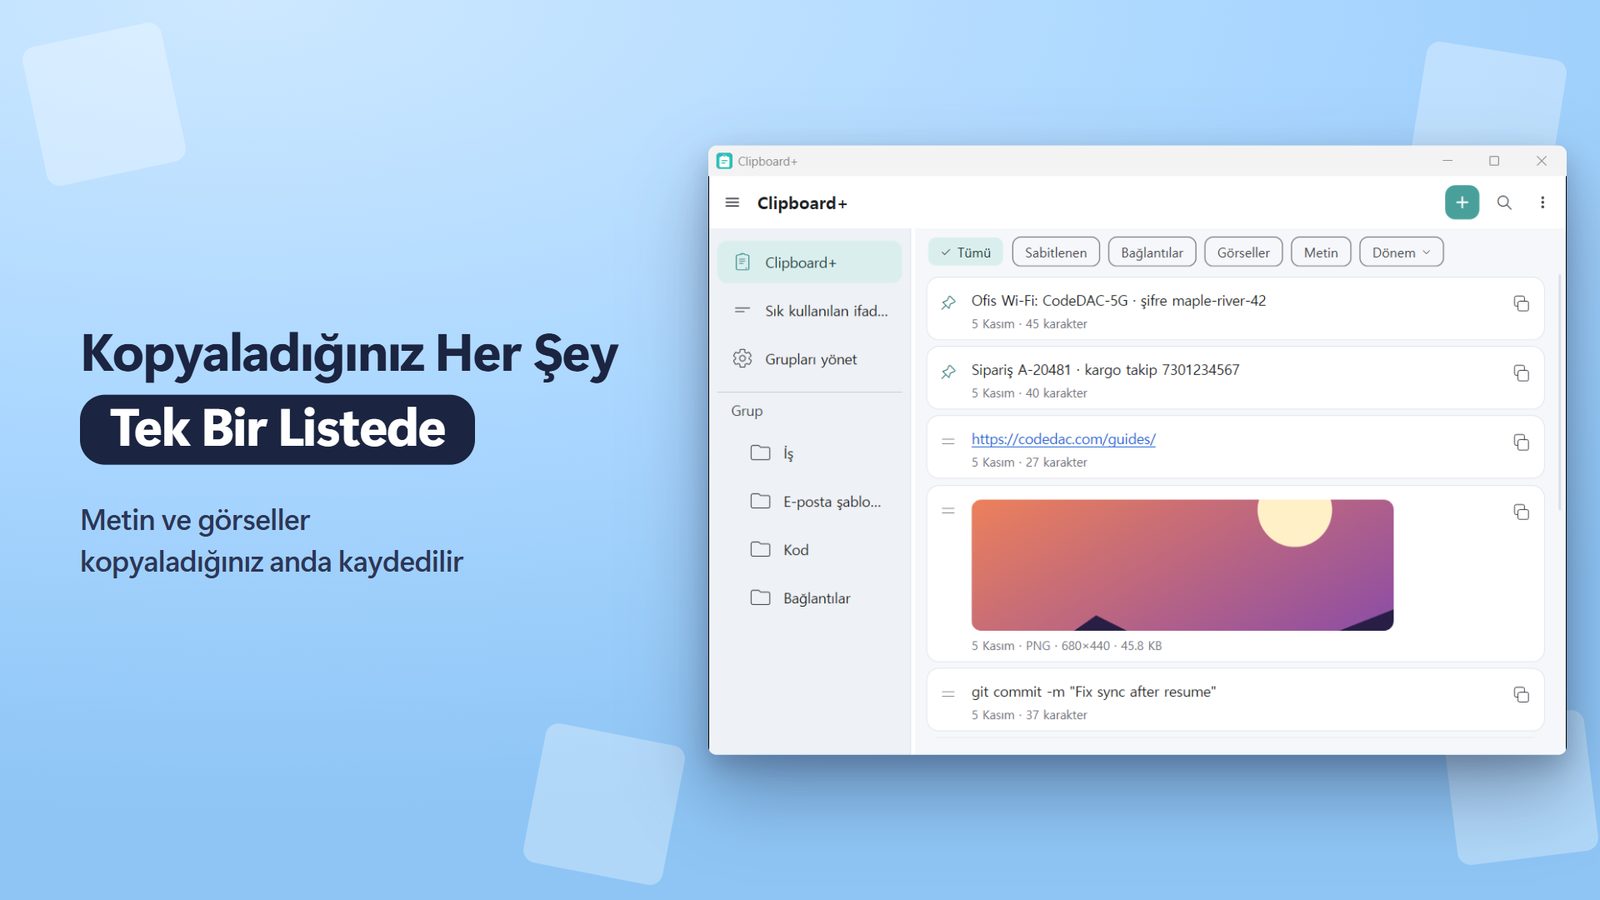 Kopyaladığınız Her Şey
Tek Bir Listede
Metin ve görseller
kopyaladığınız anda kaydedilir
Clipboard+
Clipboard+
Clipboard+
Sık kullanılan ifad...
Grupları yönet
Grup
İş
E-posta şablo...
Kod
Bağlantılar
Tümü Sabitlenen Bağlantılar Görseller Metin Dönem
Ofis Wi-Fi: CodeDAC-5G · şifre maple-river-42
5 Kasım · 45 karakter
Sipariş A-20481 · kargo takip 7301234567
5 Kasım · 40 karakter
https://codedac.com/guides/
5 Kasım · 27 karakter
5 Kasım · PNG · 680×440 · 45.8 KB
git commit -m "Fix sync after resume"
5 Kasım · 37 karakter